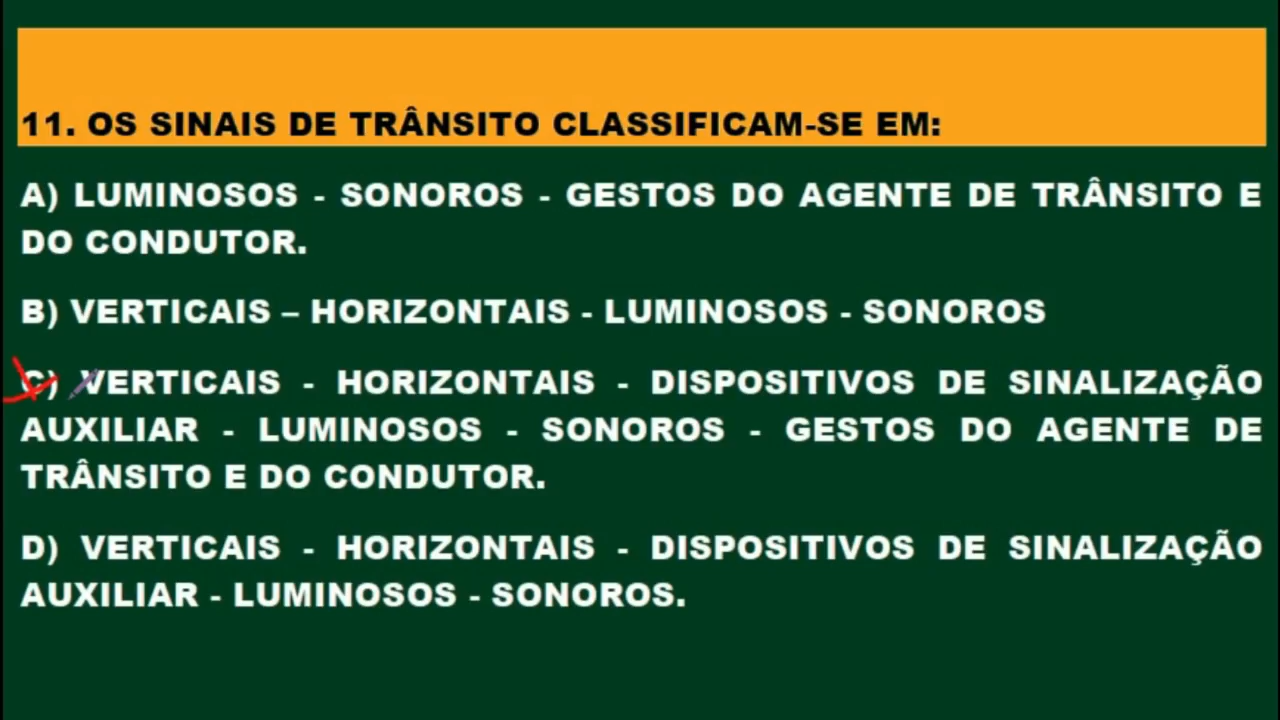 11. OS SINAIS DE TRÂNSITO CLASSIFICAM-SE EM:
A) LUMINOSOS - SONOROS - GESTOS DO AGENTE DE TRÂNSITO E
DO CONDUTOR.
B) VERTICAIS – HORIZONTAIS - LUMINOSOS - SONOROS
C) VERTICAIS - HORIZONTAIS - DISPOSITIVOS DE SINALIZAÇÃO
AUXILIAR - LUMINOSOS - SONOROS - GESTOS DO AGENTE DE
TRÂNSITO E DO CONDUTOR.
D) VERTICAIS - HORIZONTAIS - DISPOSITIVOS DE SINALIZAÇÃO
AUXILIAR - LUMINOSOS - SONOROS.